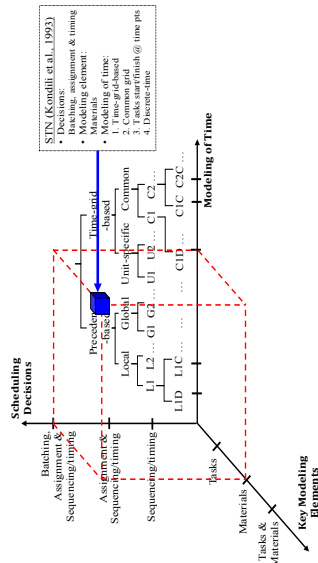 STN (Kondili et al., 1993)
• Decisions:
Batching, assignment & timing
• Modeling element:
Materials
• Modeling of time:
1. Time-grid-based
2. Common grid
3. Tasks start/finish @ time pts
4. Discrete-time
Scheduling
Decisions
Batching,
Assignment &
Sequencing/timing
Assignment &
Sequencing/timing
Sequencing/timing
Precedence
-based
Time-grid
-based
Local
Global
Unit-specific
Common
L1 L2 … G1 G2 … U1 U2 … C1 C2 …
L1D L1C … … C1D … C1C C2C …
Modeling of Time
Tasks
Materials
Tasks &
Materials
Key Modeling
Elements